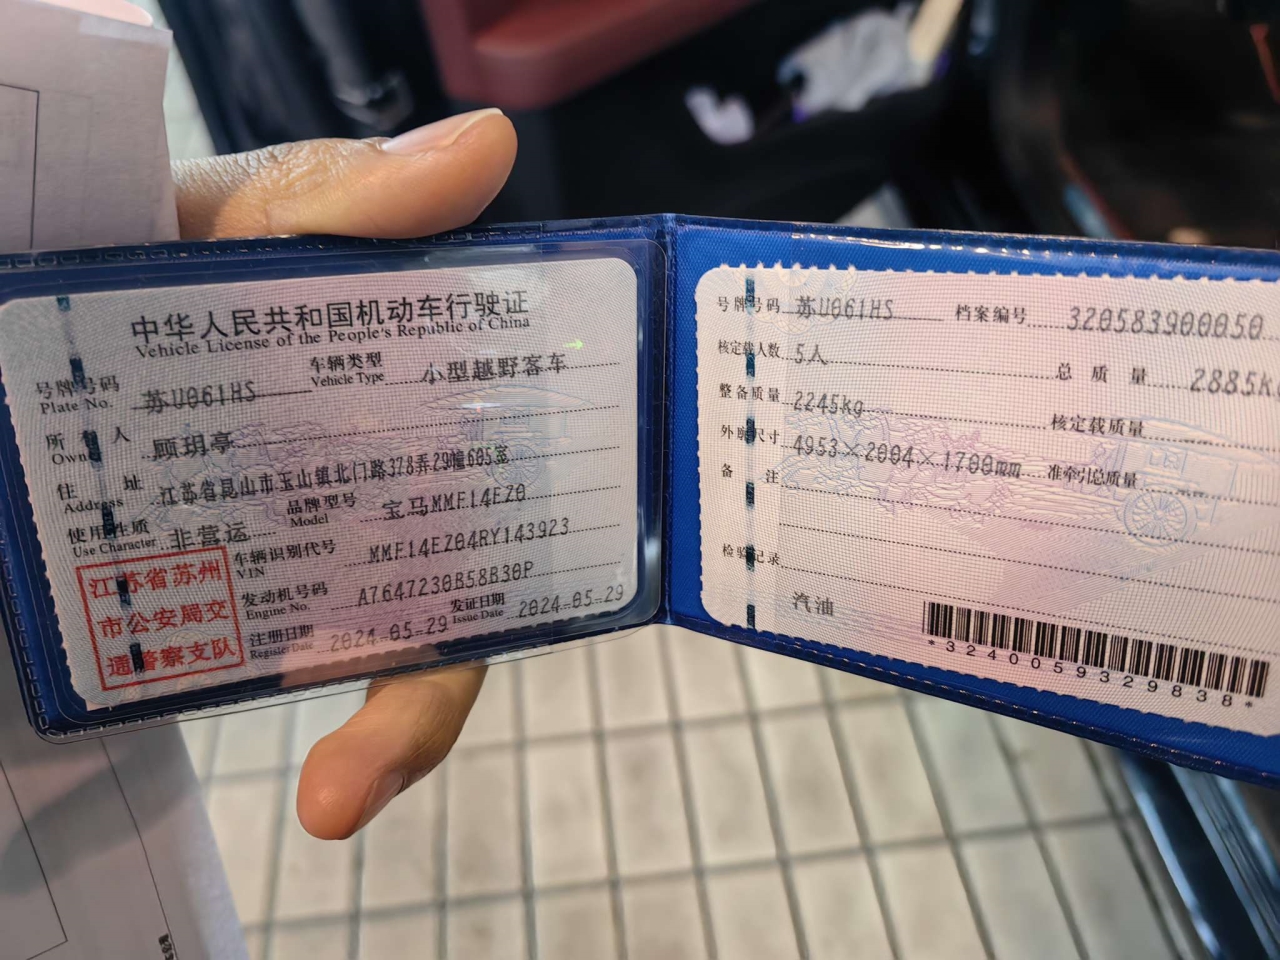 中华人民共和国机动车行驶证
Vehicle License of the People's Republic of China
号牌号码 苏U061HS 车辆类型 小型越野客车
Plate No. Vehicle Type
所有人 顾玥亭
Owner
住址 江苏省昆山市玉山镇北门路378弄29幢605室
Address
使用性质 非营运 品牌型号 宝马MMF14EZ0
Use Character Model
车辆识别代号 MMF14EZ04RY143923
VIN
发动机号码 A7647230B58B30P
Engine No.
注册日期 2024-05-29 发证日期 2024-05-29
Register Date Issue Date
江苏省苏州
市公安局交
通警察支队
号牌号码 苏U061HS 档案编号 320583900050
核定载人数 5人 总质量 2885K
整备质量 2245kg 核定载质量
外廓尺寸 4953×2004×1700mm 准牵引总质量
备注
检验记录
汽油
*3240059329838*